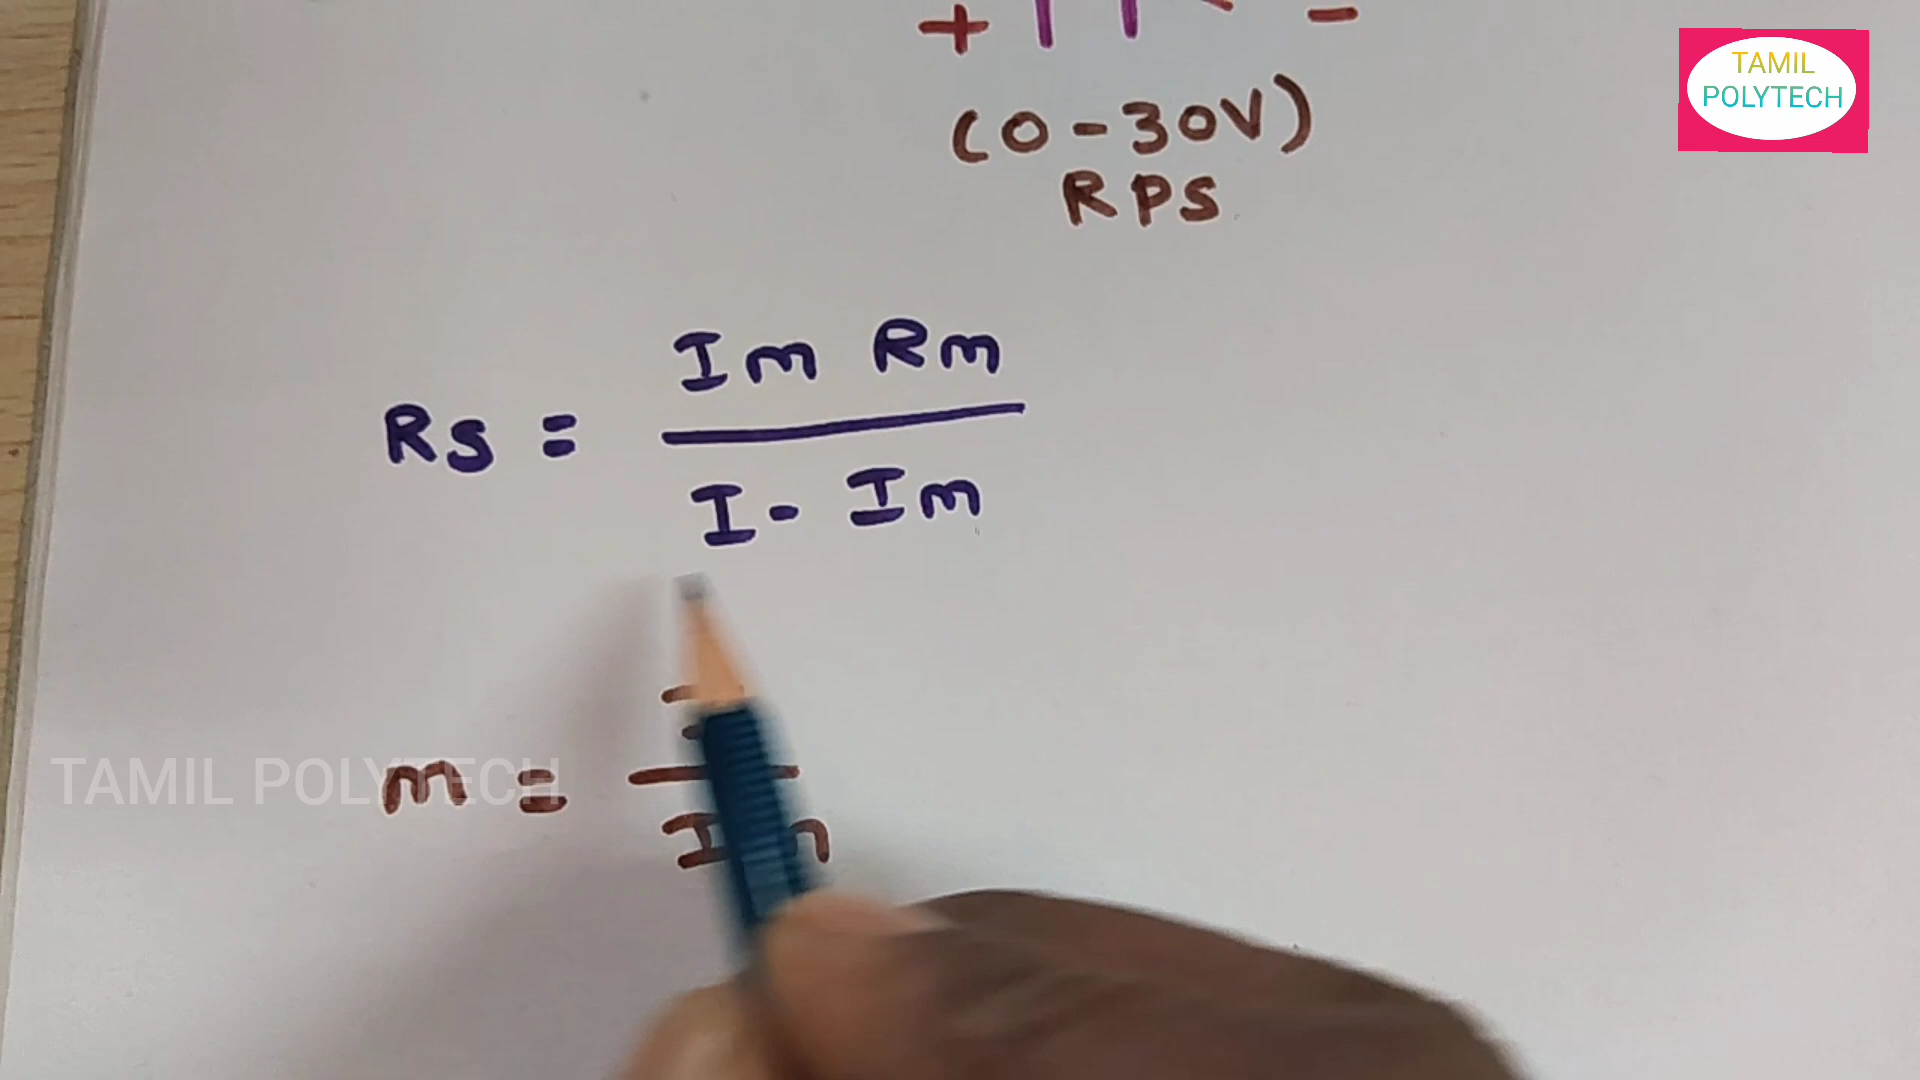 + -
TAMIL
POLYTECH
(0-30V)
RPS
Rs = Im Rm
I - Im
TAMIL POLYTECH
m =